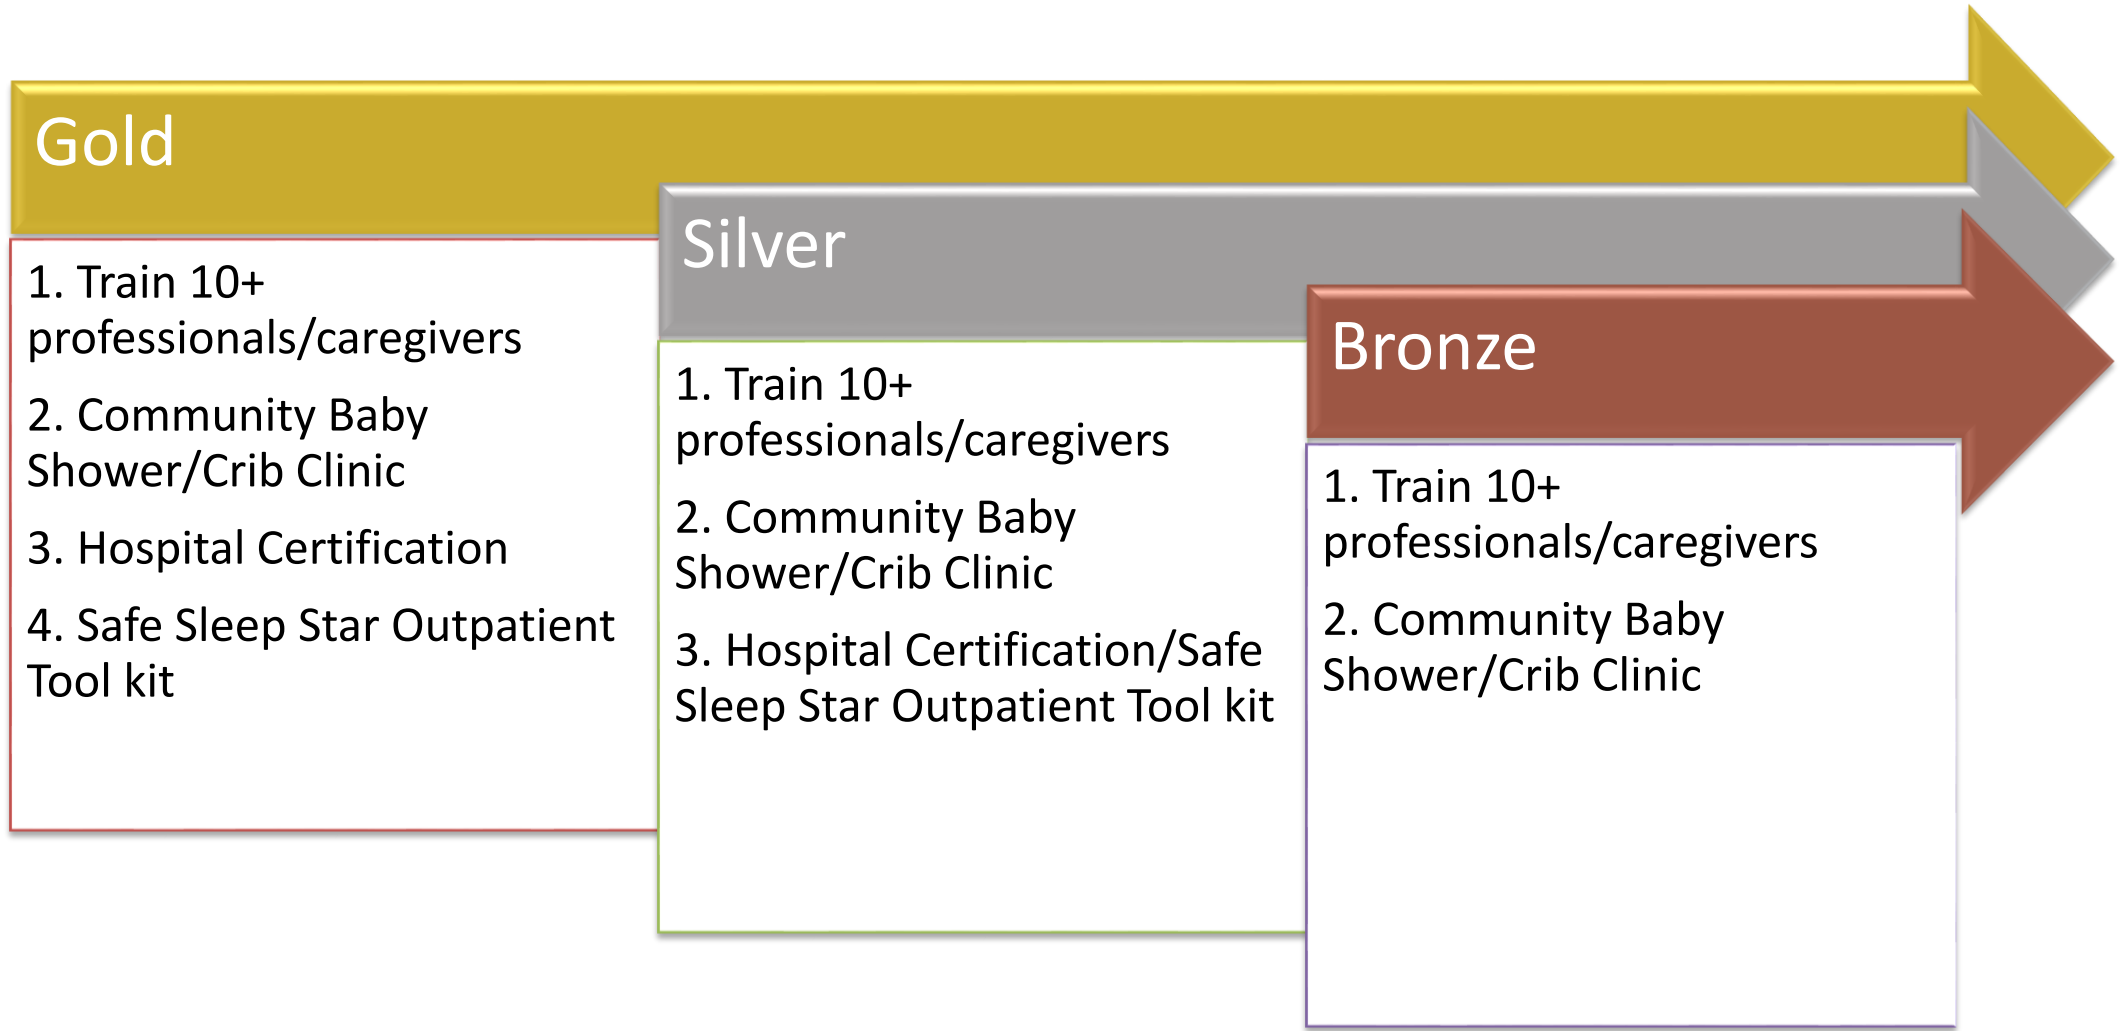 Gold
1. Train 10+
professionals/caregivers
2. Community Baby
Shower/Crib Clinic
3. Hospital Certification
4. Safe Sleep Star Outpatient
Tool kit
Silver
1. Train 10+
professionals/caregivers
2. Community Baby
Shower/Crib Clinic
3. Hospital Certification/Safe
Sleep Star Outpatient Tool kit
Bronze
1. Train 10+
professionals/caregivers
2. Community Baby
Shower/Crib Clinic